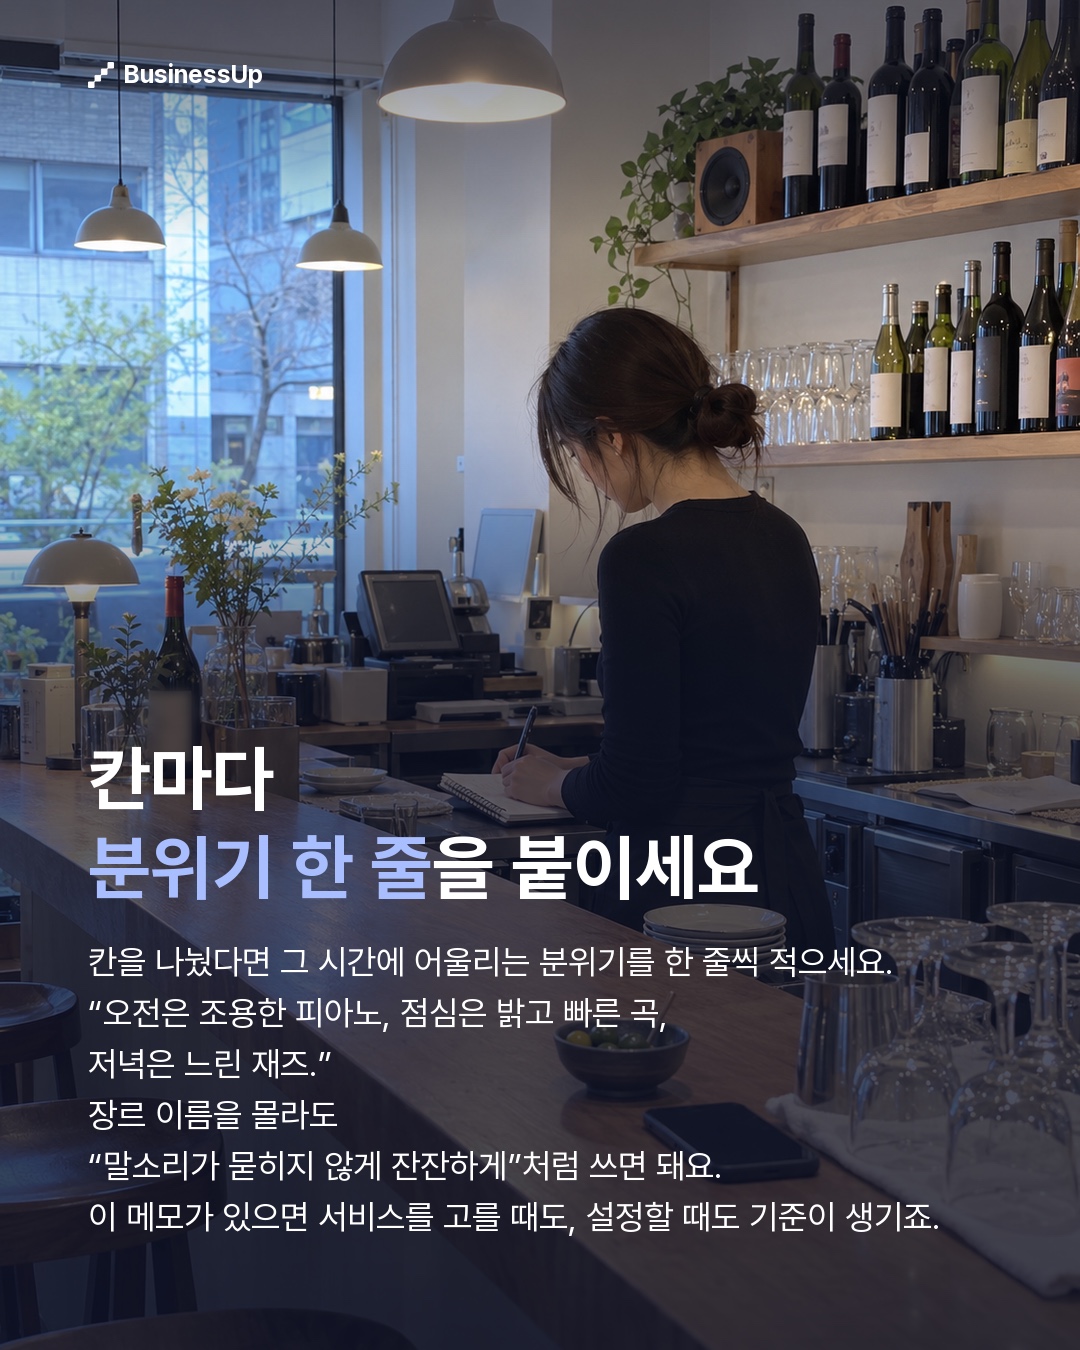 BusinessUp
칸마다
분위기 한 줄을 붙이세요
칸을 나눴다면 그 시간에 어울리는 분위기를 한 줄씩 적으세요.
“오전은 조용한 피아노, 점심은 밝고 빠른 곡,
저녁은 느린 재즈.”
장르 이름을 몰라도
“말소리가 묻히지 않게 잔잔하게”처럼 쓰면 돼요.
이 메모가 있으면 서비스를 고를 때도, 설정할 때도 기준이 생기죠.